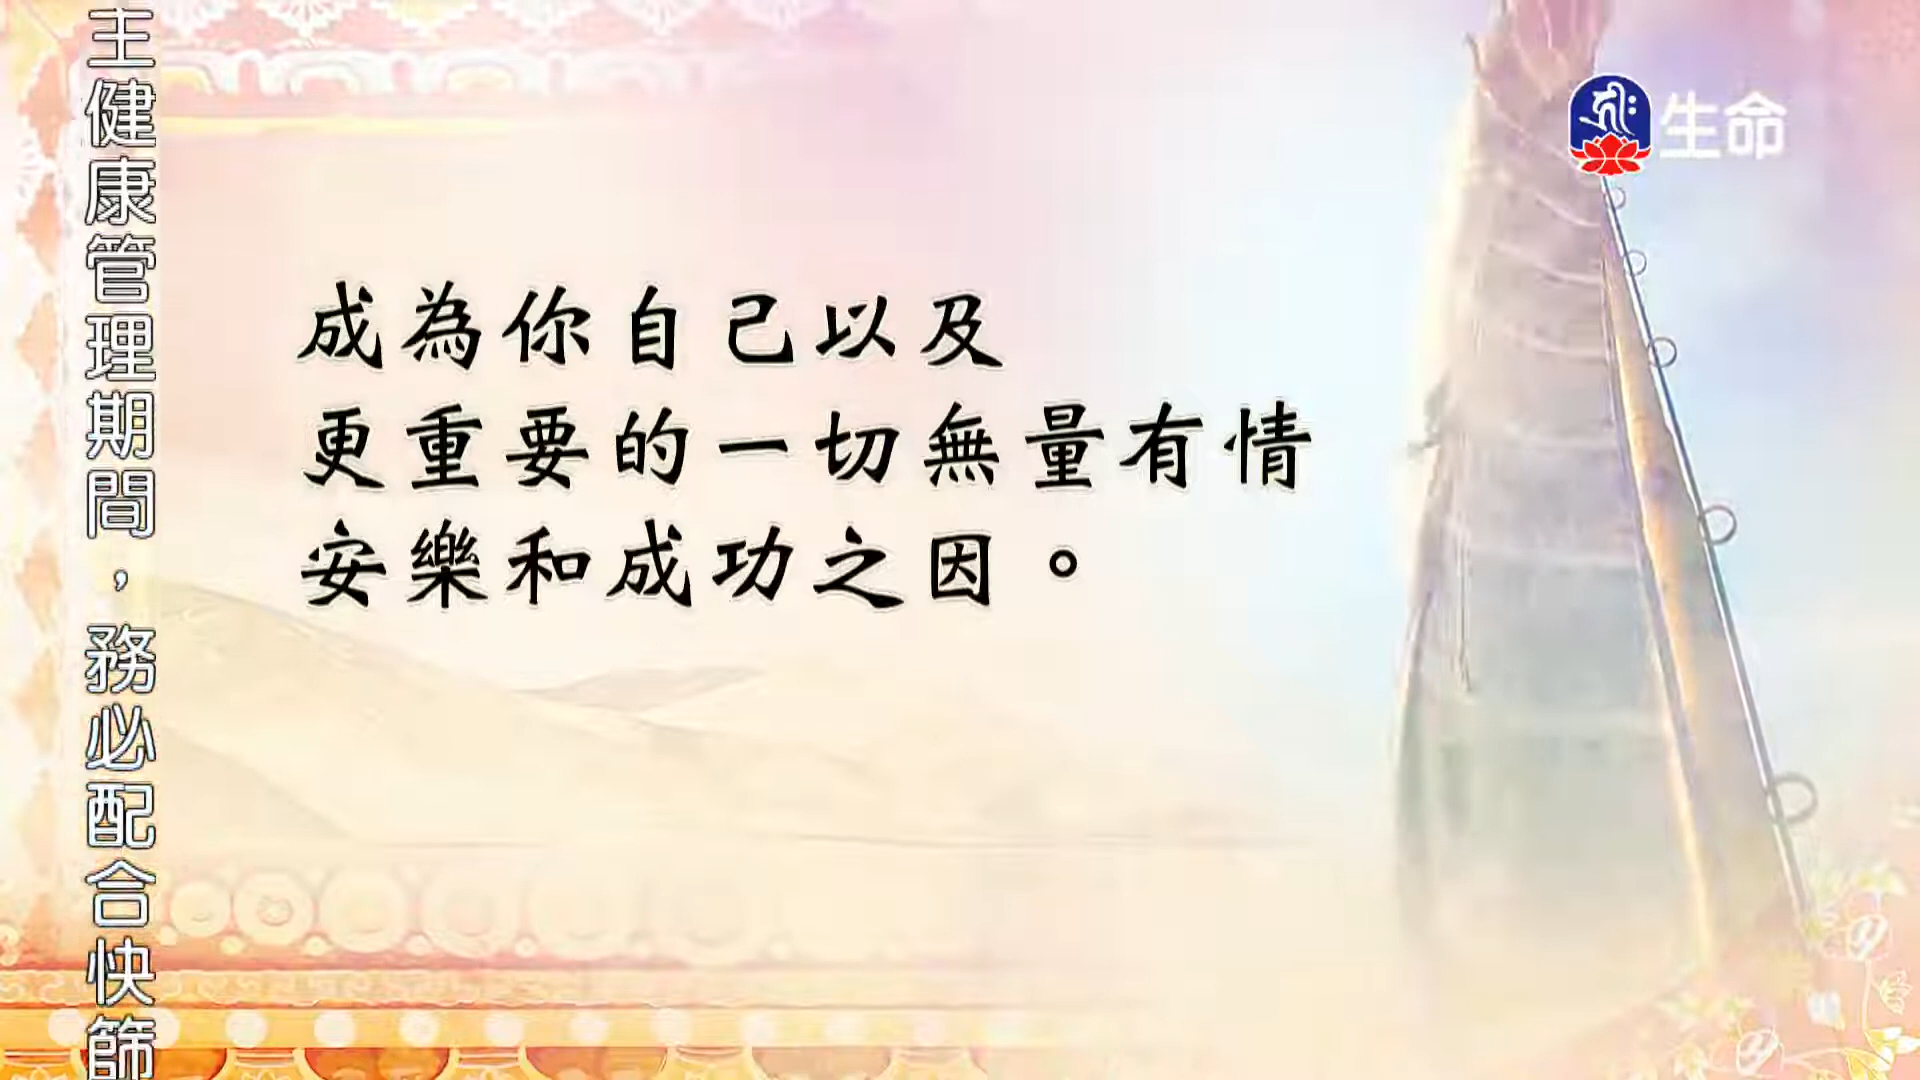 成為你自己以及
更重要的一切無量有情
安樂和成功之因。
生命
主健康管理期間，務必配合快篩